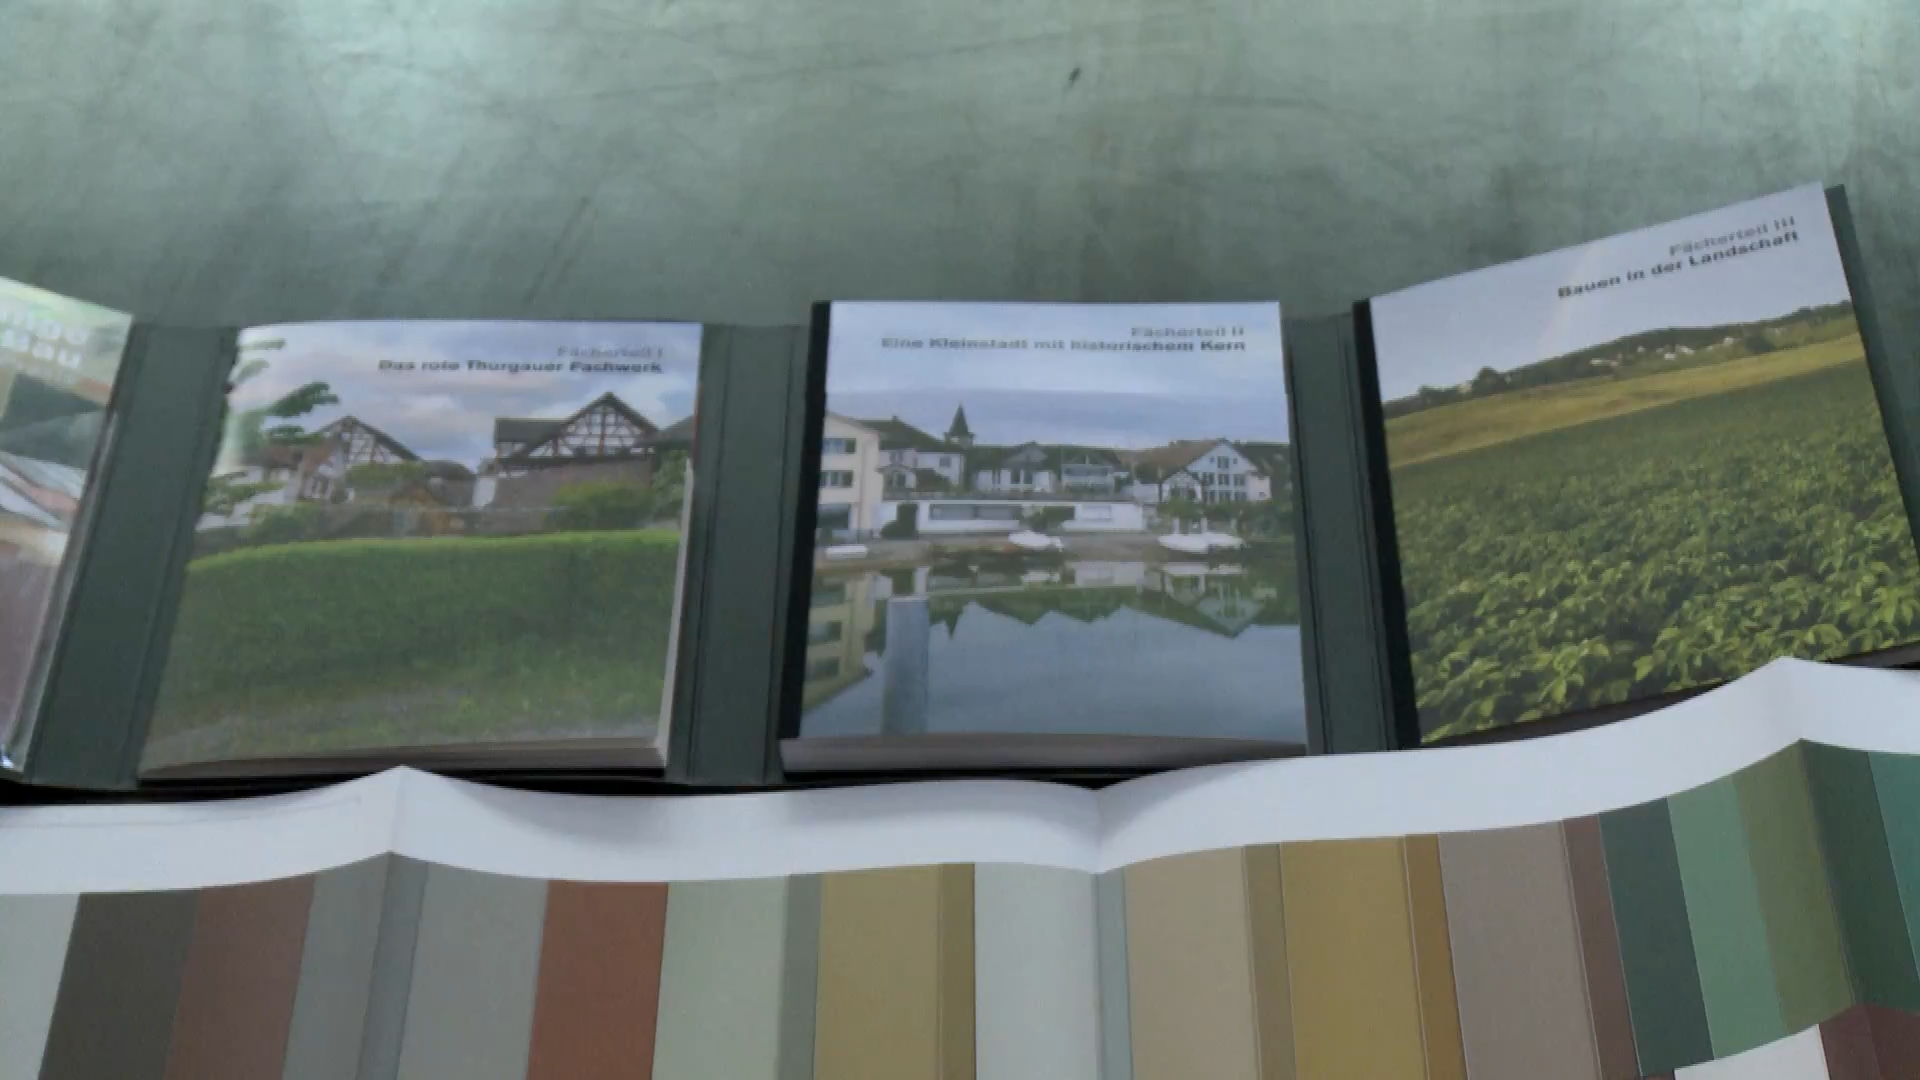 Fächerteil I
Das rote Thurgauer Fachwerk
Fächerteil II
Eine Kleinstadt mit historischem Kern
Fächerteil III
Bauen in der Landschaft